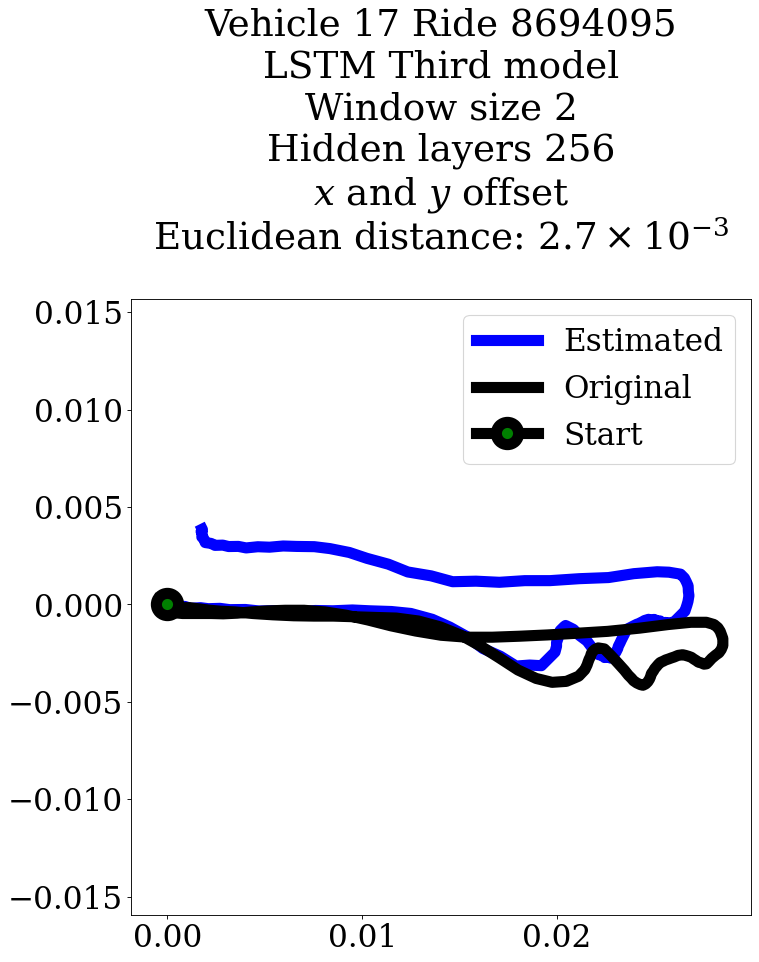 Vehicle 17 Ride 8694095
LSTM Third model
Window size 2
Hidden layers 256
x and y offset
Euclidean distance: 2.7 × 10⁻³
Estimated
Original
Start
0.015
0.010
0.005
0.000
−0.005
−0.010
−0.015
0.00 0.01 0.02